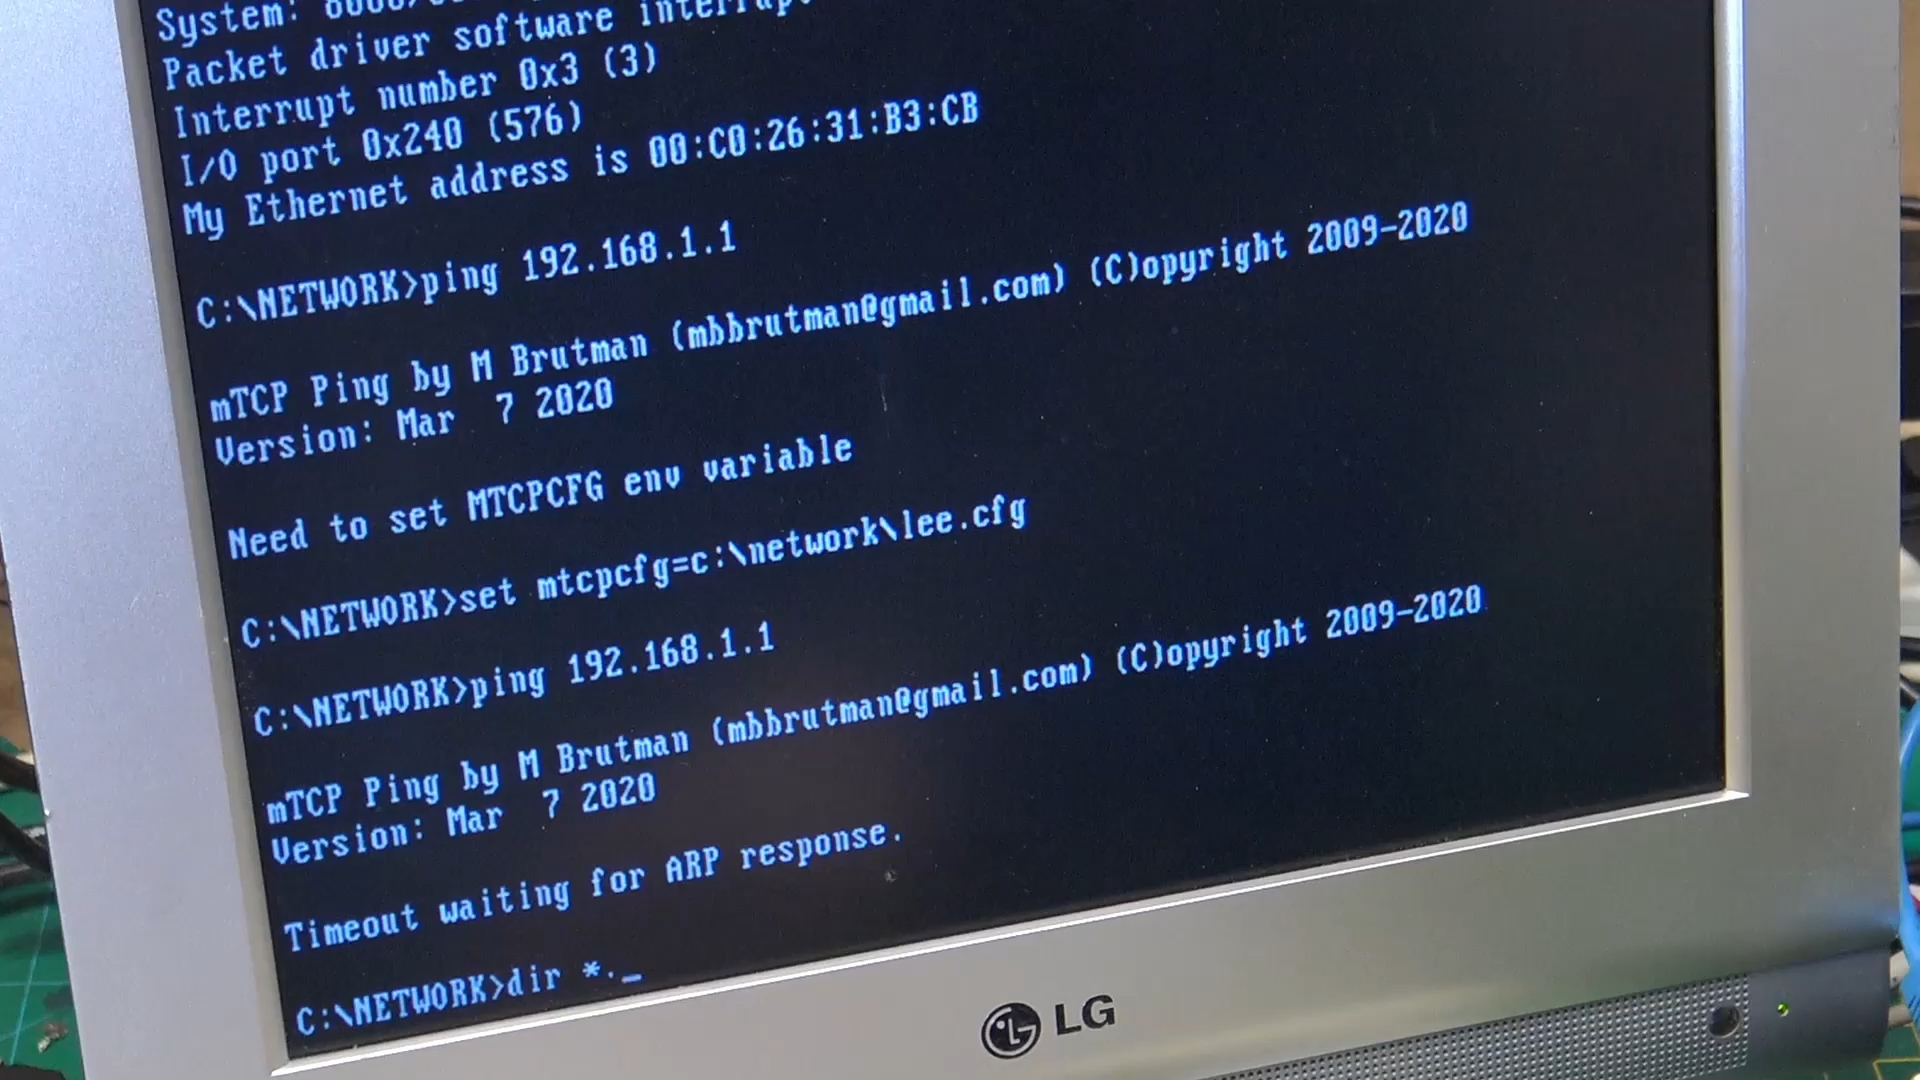 System:
Packet driver software
Interrupt number 0x3 (3)
I/O port 0x240 (576)
My Ethernet address is 00:C0:26:31:B3:CB
C:\NETWORK>ping 192.168.1.1
mTCP Ping by M Brutman (mbbrutman@gmail.com) (C)opyright 2009-2020
Version: Mar  7 2020
Need to set MTCPCFG env variable
C:\NETWORK>set mtcpcfg=c:\network\lee.cfg
C:\NETWORK>ping 192.168.1.1
mTCP Ping by M Brutman (mbbrutman@gmail.com) (C)opyright 2009-2020
Version: Mar  7 2020
Timeout waiting for ARP response.
C:\NETWORK>dir *._
LG